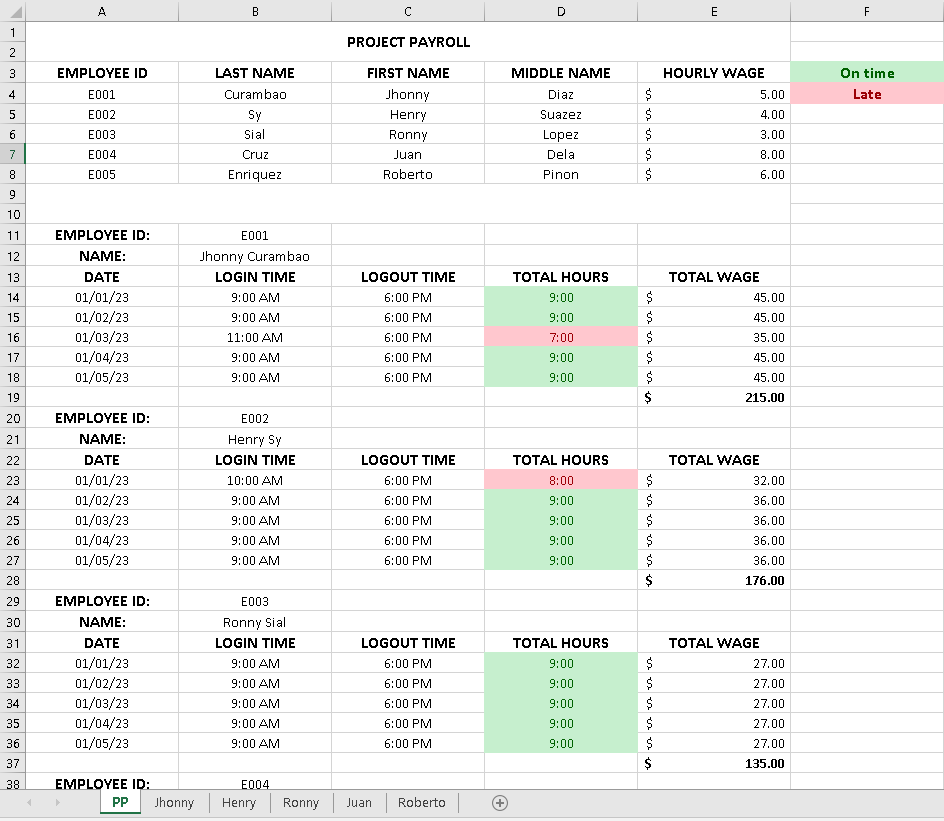 A B C D E F
1
2 PROJECT PAYROLL
3 EMPLOYEE ID LAST NAME FIRST NAME MIDDLE NAME HOURLY WAGE On time
4 E001 Curambao Jhonny Diaz $ 5.00 Late
5 E002 Sy Henry Suazez $ 4.00
6 E003 Sial Ronny Lopez $ 3.00
7 E004 Cruz Juan Dela $ 8.00
8 E005 Enriquez Roberto Pinon $ 6.00
9
10
11 EMPLOYEE ID: E001
12 NAME: Jhonny Curambao
13 DATE LOGIN TIME LOGOUT TIME TOTAL HOURS TOTAL WAGE
14 01/01/23 9:00 AM 6:00 PM 9:00 $ 45.00
15 01/02/23 9:00 AM 6:00 PM 9:00 $ 45.00
16 01/03/23 11:00 AM 6:00 PM 7:00 $ 35.00
17 01/04/23 9:00 AM 6:00 PM 9:00 $ 45.00
18 01/05/23 9:00 AM 6:00 PM 9:00 $ 45.00
19 $ 215.00
20 EMPLOYEE ID: E002
21 NAME: Henry Sy
22 DATE LOGIN TIME LOGOUT TIME TOTAL HOURS TOTAL WAGE
23 01/01/23 10:00 AM 6:00 PM 8:00 $ 32.00
24 01/02/23 9:00 AM 6:00 PM 9:00 $ 36.00
25 01/03/23 9:00 AM 6:00 PM 9:00 $ 36.00
26 01/04/23 9:00 AM 6:00 PM 9:00 $ 36.00
27 01/05/23 9:00 AM 6:00 PM 9:00 $ 36.00
28 $ 176.00
29 EMPLOYEE ID: E003
30 NAME: Ronny Sial
31 DATE LOGIN TIME LOGOUT TIME TOTAL HOURS TOTAL WAGE
32 01/01/23 9:00 AM 6:00 PM 9:00 $ 27.00
33 01/02/23 9:00 AM 6:00 PM 9:00 $ 27.00
34 01/03/23 9:00 AM 6:00 PM 9:00 $ 27.00
35 01/04/23 9:00 AM 6:00 PM 9:00 $ 27.00
36 01/05/23 9:00 AM 6:00 PM 9:00 $ 27.00
37 $ 135.00
38 EMPLOYEE ID: E004
PP Jhonny Henry Ronny Juan Roberto